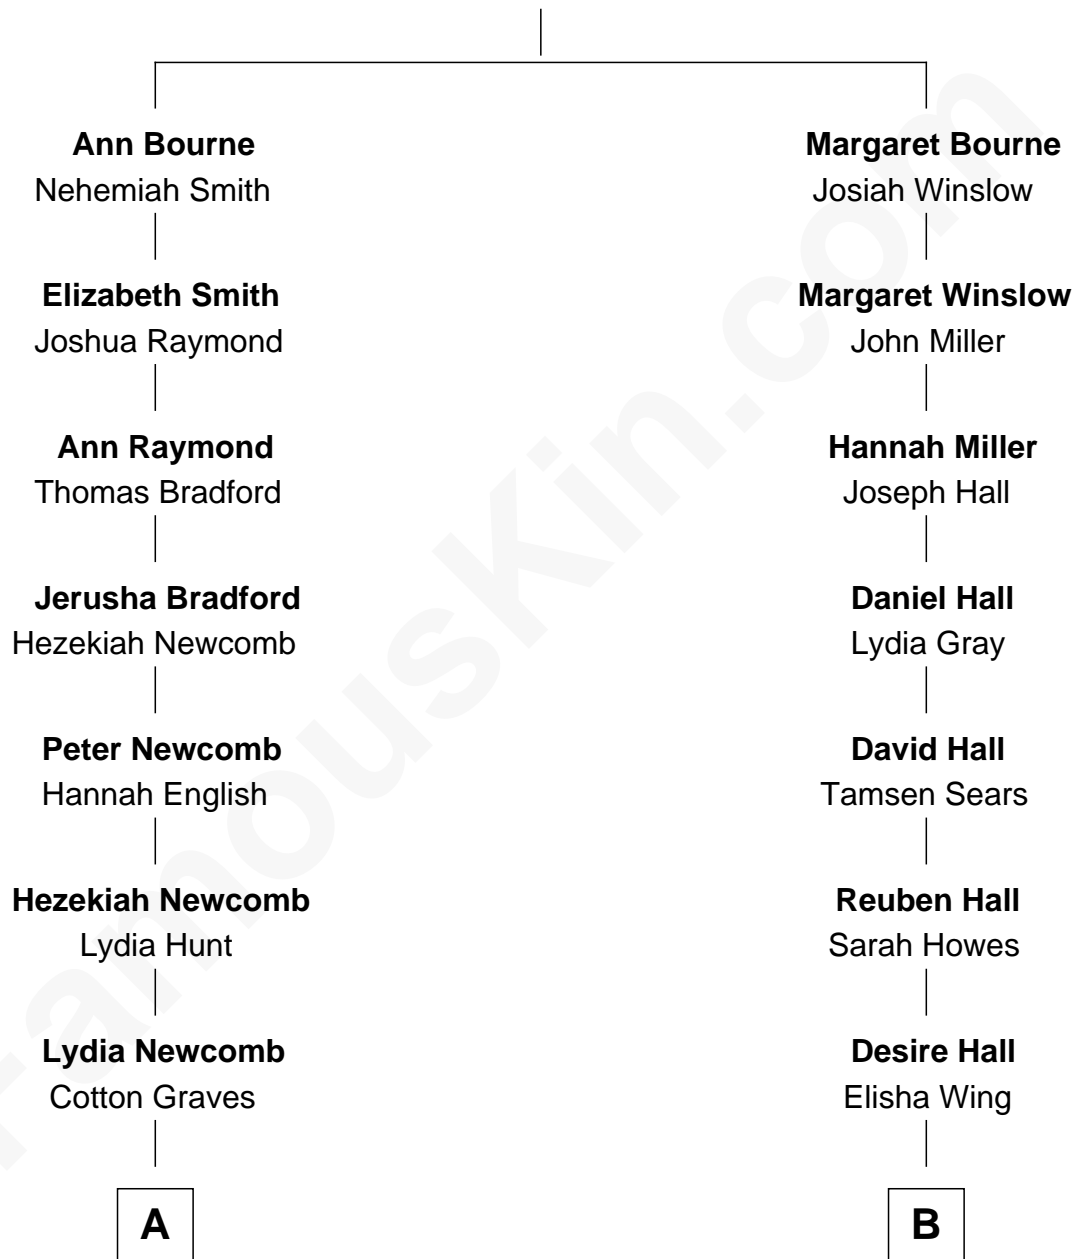 Ann Bourne
Nehemiah Smith
Elizabeth Smith
Joshua Raymond
Ann Raymond
Thomas Bradford
Jerusha Bradford
Hezekiah Newcomb
Peter Newcomb
Hannah English
Hezekiah Newcomb
Lydia Hunt
Lydia Newcomb
Cotton Graves
A
Margaret Bourne
Josiah Winslow
Margaret Winslow
John Miller
Hannah Miller
Joseph Hall
Daniel Hall
Lydia Gray
David Hall
Tamsen Sears
Reuben Hall
Sarah Howes
Desire Hall
Elisha Wing
B
FamousKin.com